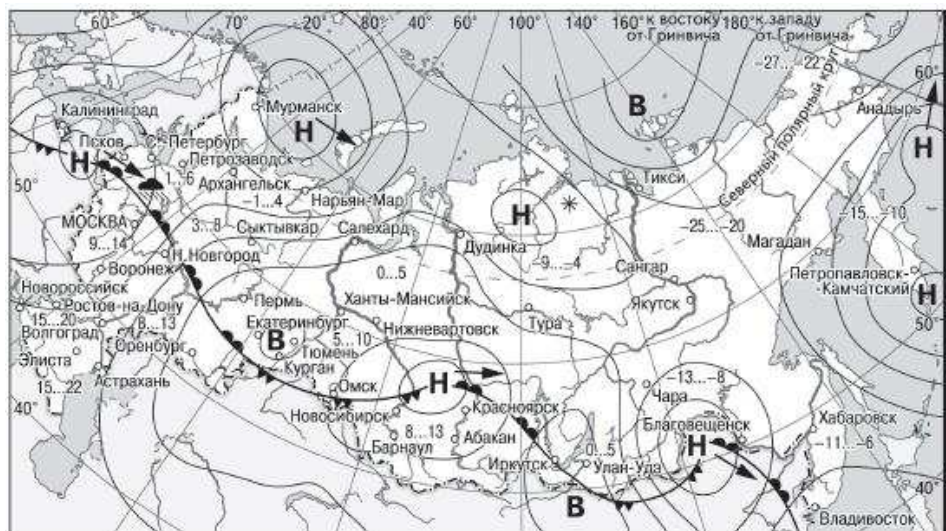 60° 70° 80° 60° 100° 140° 160° к востоку 180° к западу
от Гринвича от Гринвича
-27...-22
Северный полярный круг
60°
Калининград
Мурманск
В
Анадырь
Н
Н
Псков
С.-Петербург
Н
Петрозаводск
1...6
50°
Архангельск
-1...4
Нарьян-Мар
Тикси
МОСКВА
3...8
Салехард
Н
-25...-20
-15...-10
9...14
Сыктывкар
Дудинка
Магадан
Н.Новгород
0...5
-9...-4
Сангар
Воронеж
Петропавловск-
Камчатский
Новороссийск
Ростов-на-Дону
Пермь
Ханты-Мансийск
Якутск
Н
15...20
8...13
Екатеринбург
Нижневартовск
Тура
50°
Волгоград
В
5...10
В
Элиста
Оренбург
Тюмень
Курган
15...22
Астрахань
Омск
Н
-13...-8
Чара
40°
Новосибирск
Красноярск
Благовещенск
Хабаровск
8...13
Барнаул
Абакан
0...5
Н
-11...-6
Иркутск
Улан-Удэ
В
40°
Владивосток